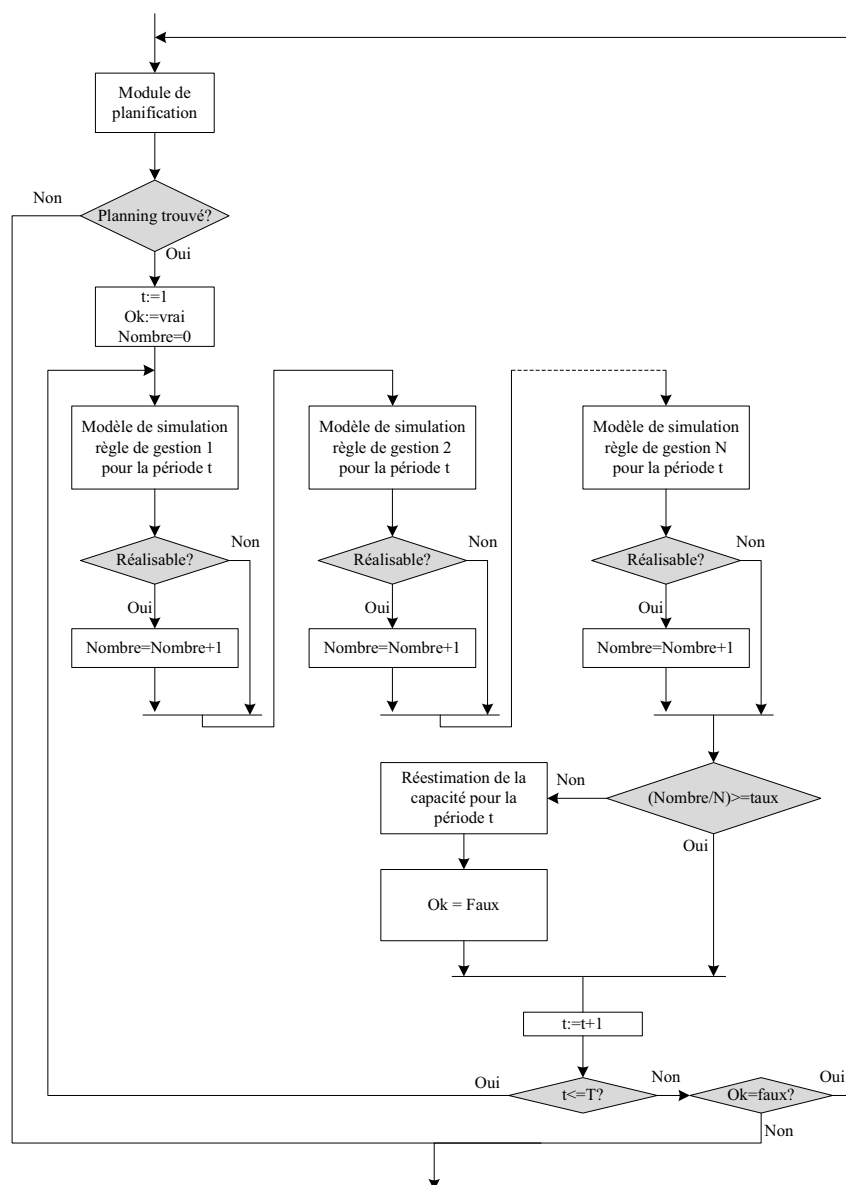 Module de
planification
Non
Planning trouvé?
Oui
t:=1
Ok:=vrai
Nombre=0
Modèle de simulation
règle de gestion 1
pour la période t
Modèle de simulation
règle de gestion 2
pour la période t
Modèle de simulation
règle de gestion N
pour la période t
Réalisable?
Non
Réalisable?
Non
Réalisable?
Non
Oui
Oui
Oui
Nombre=Nombre+1
Nombre=Nombre+1
Nombre=Nombre+1
Réestimation de la
capacité pour la
période t
Non
(Nombre/N)>=taux
Oui
Ok = Faux
t:=t+1
Oui
t<=T?
Non
Ok=faux?
Oui
Non